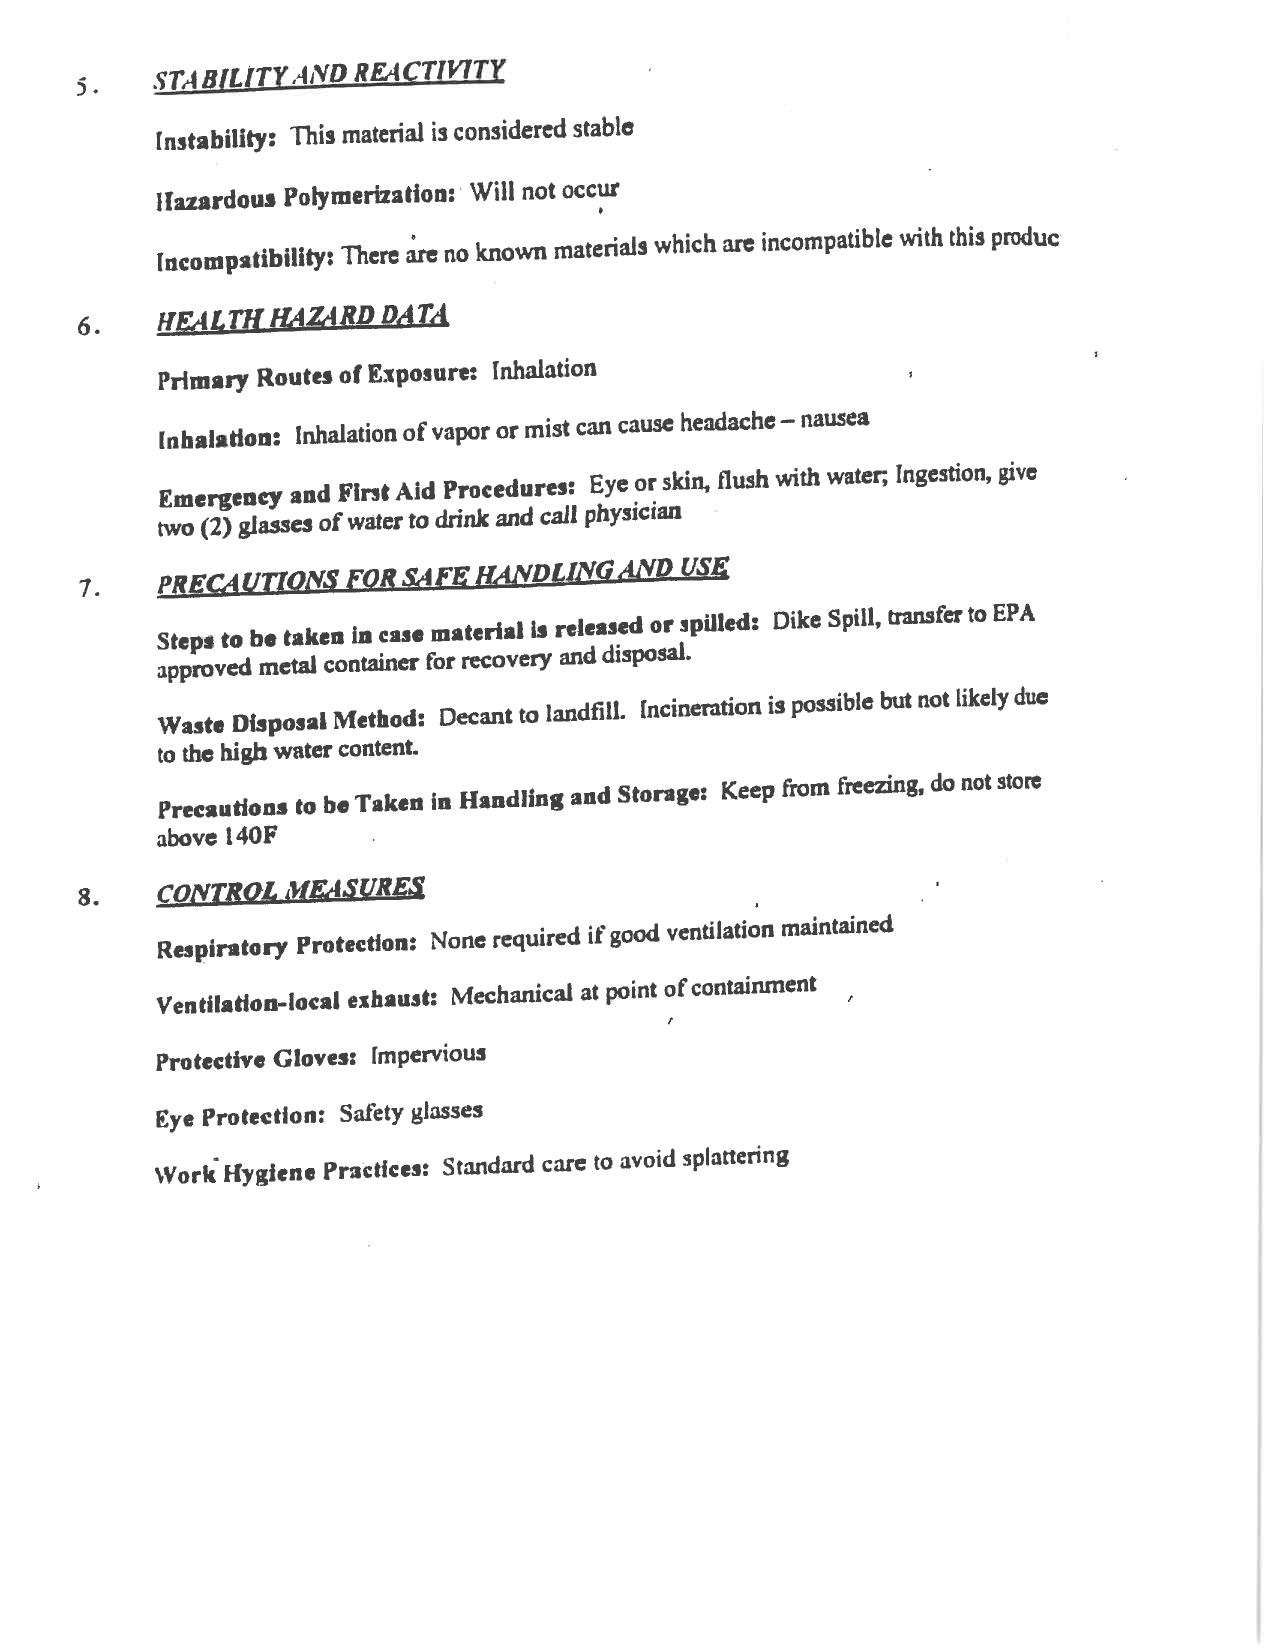 5. STABILITY AND REACTIVITY
Instability: This material is considered stable
Hazardous Polymerization: Will not occur
Incompatibility: There are no known materials which are incompatible with this produc
6. HEALTH HAZARD DATA
Primary Routes of Exposure: Inhalation
Inhalation: Inhalation of vapor or mist can cause headache – nausea
Emergency and First Aid Procedures: Eye or skin, flush with water; Ingestion, give
two (2) glasses of water to drink and call physician
7. PRECAUTIONS FOR SAFE HANDLING AND USE
Steps to be taken in case material is released or spilled: Dike Spill, transfer to EPA
approved metal container for recovery and disposal.
Waste Disposal Method: Decant to landfill. Incineration is possible but not likely due
to the high water content.
Precautions to be Taken in Handling and Storage: Keep from freezing, do not store
above 140F
8. CONTROL MEASURES
Respiratory Protection: None required if good ventilation maintained
Ventilation-local exhaust: Mechanical at point of containment
Protective Gloves: Impervious
Eye Protection: Safety glasses
Work Hygiene Practices: Standard care to avoid splattering